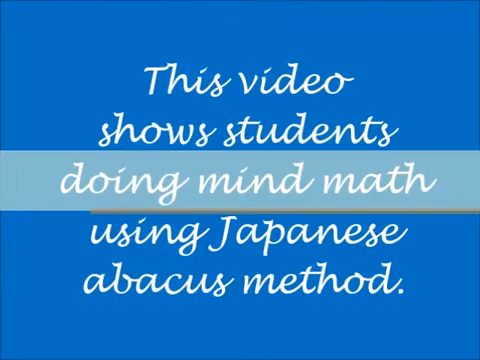 This video
shows students
doing mind math
using Japanese
abacus method.